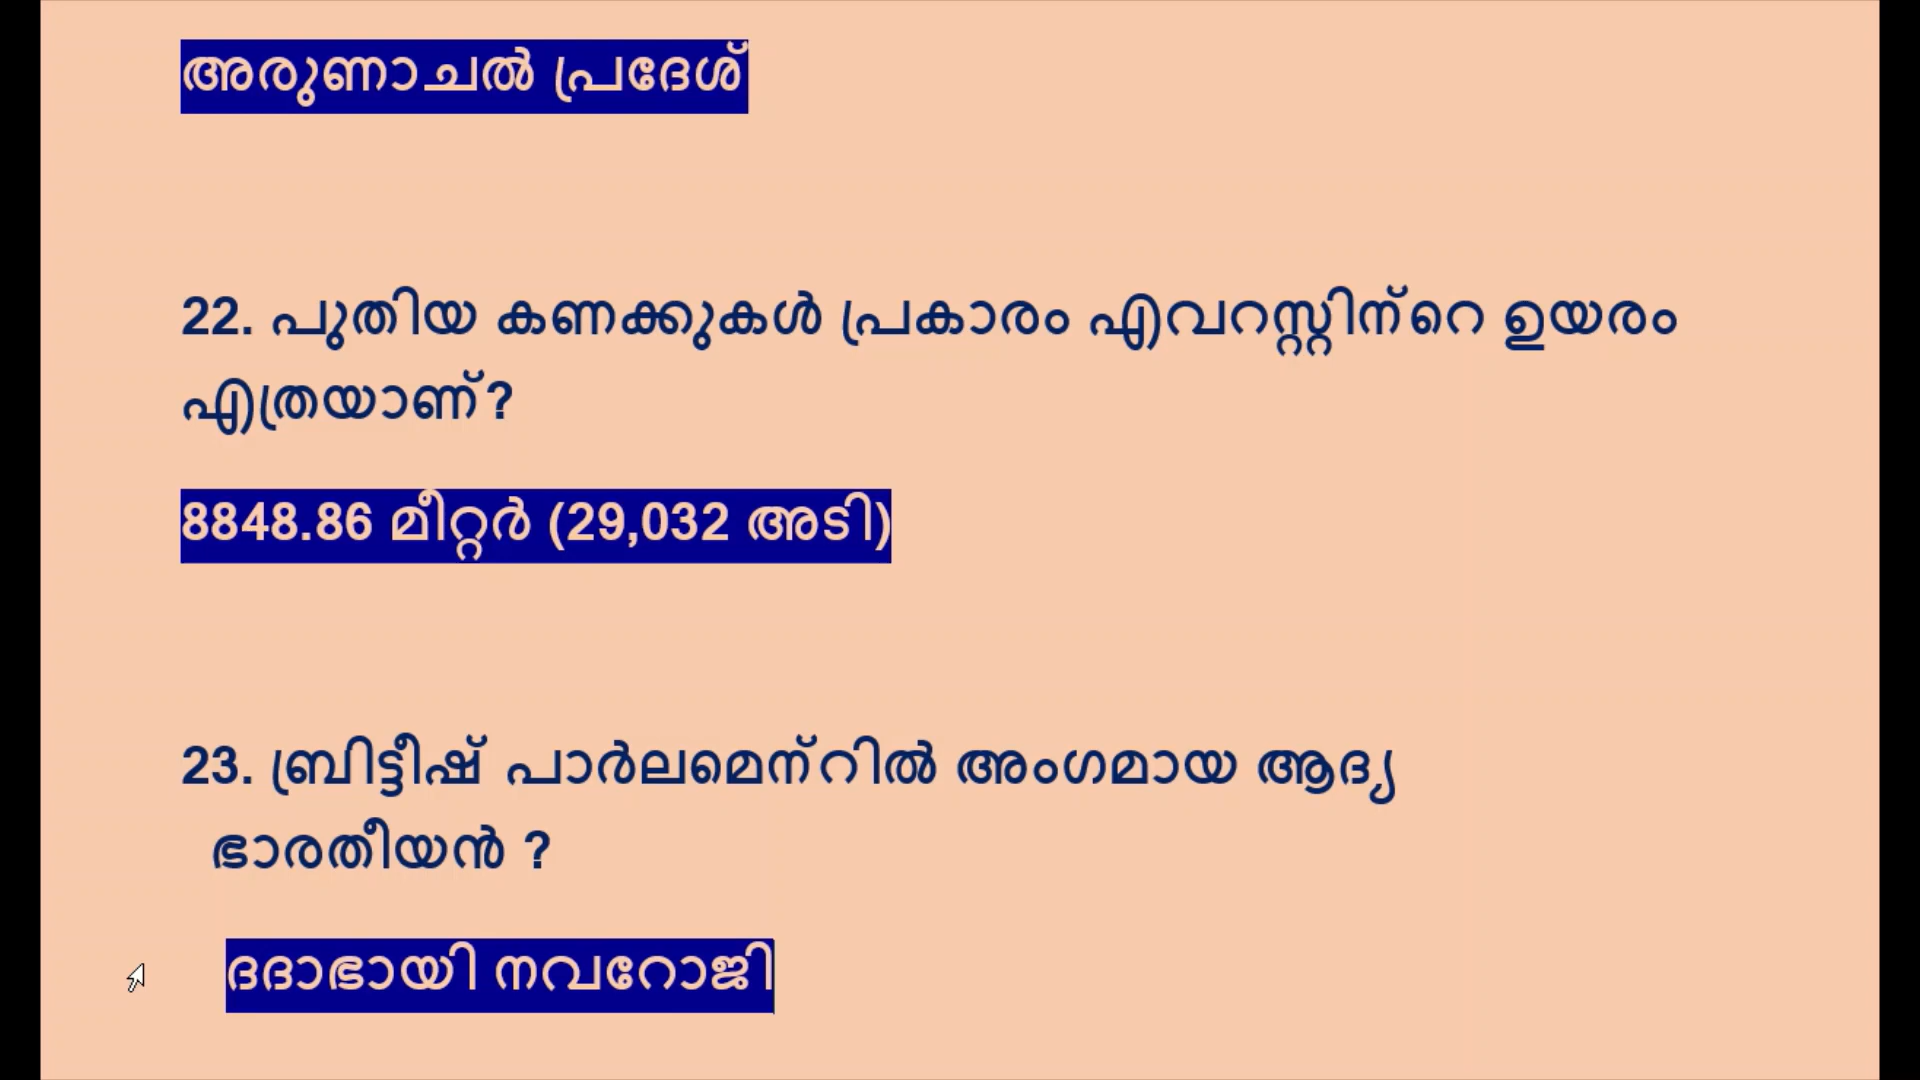 അരുണാചൽ പ്രദേശ്
22. പുതിയ കണക്കുകൾ പ്രകാരം എവറസ്റ്റിന്റെ ഉയരം
എത്രയാണ്?
8848.86 മീറ്റർ (29,032 അടി)
23. ബ്രിട്ടീഷ് പാർലമെന്റിൽ അംഗമായ ആദ്യ
ഭാരതീയൻ ?
ദദാഭായി നവറോജി